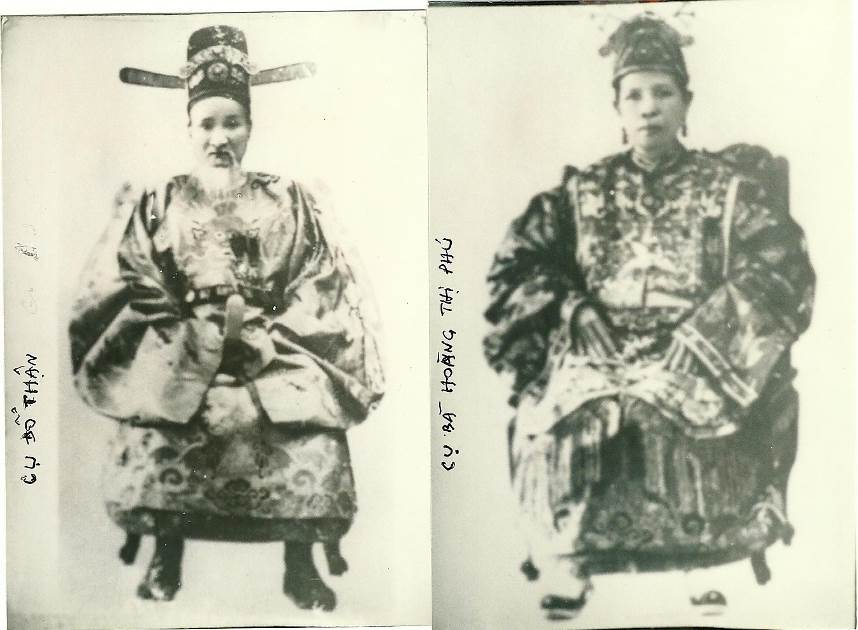 CỤ ĐỖ THẬN
CỤ BÀ HOÀNG THỊ PHÚ